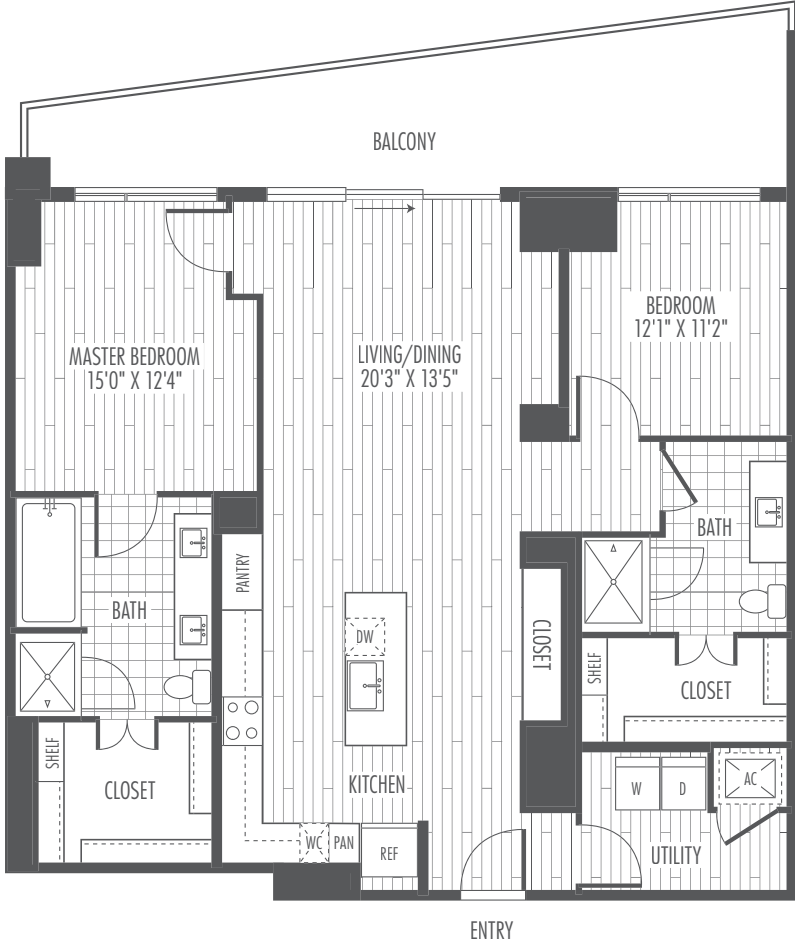 BALCONY
BEDROOM
12'1" X 11'2"
MASTER BEDROOM
15'0" X 12'4"
LIVING/DINING
20'3" X 13'5"
BATH
PANTRY
BATH
DW
CLOSET
SHELF
CLOSET
SHELF
CLOSET
KITCHEN
W
D
AC
WC
PAN
REF
UTILITY
ENTRY